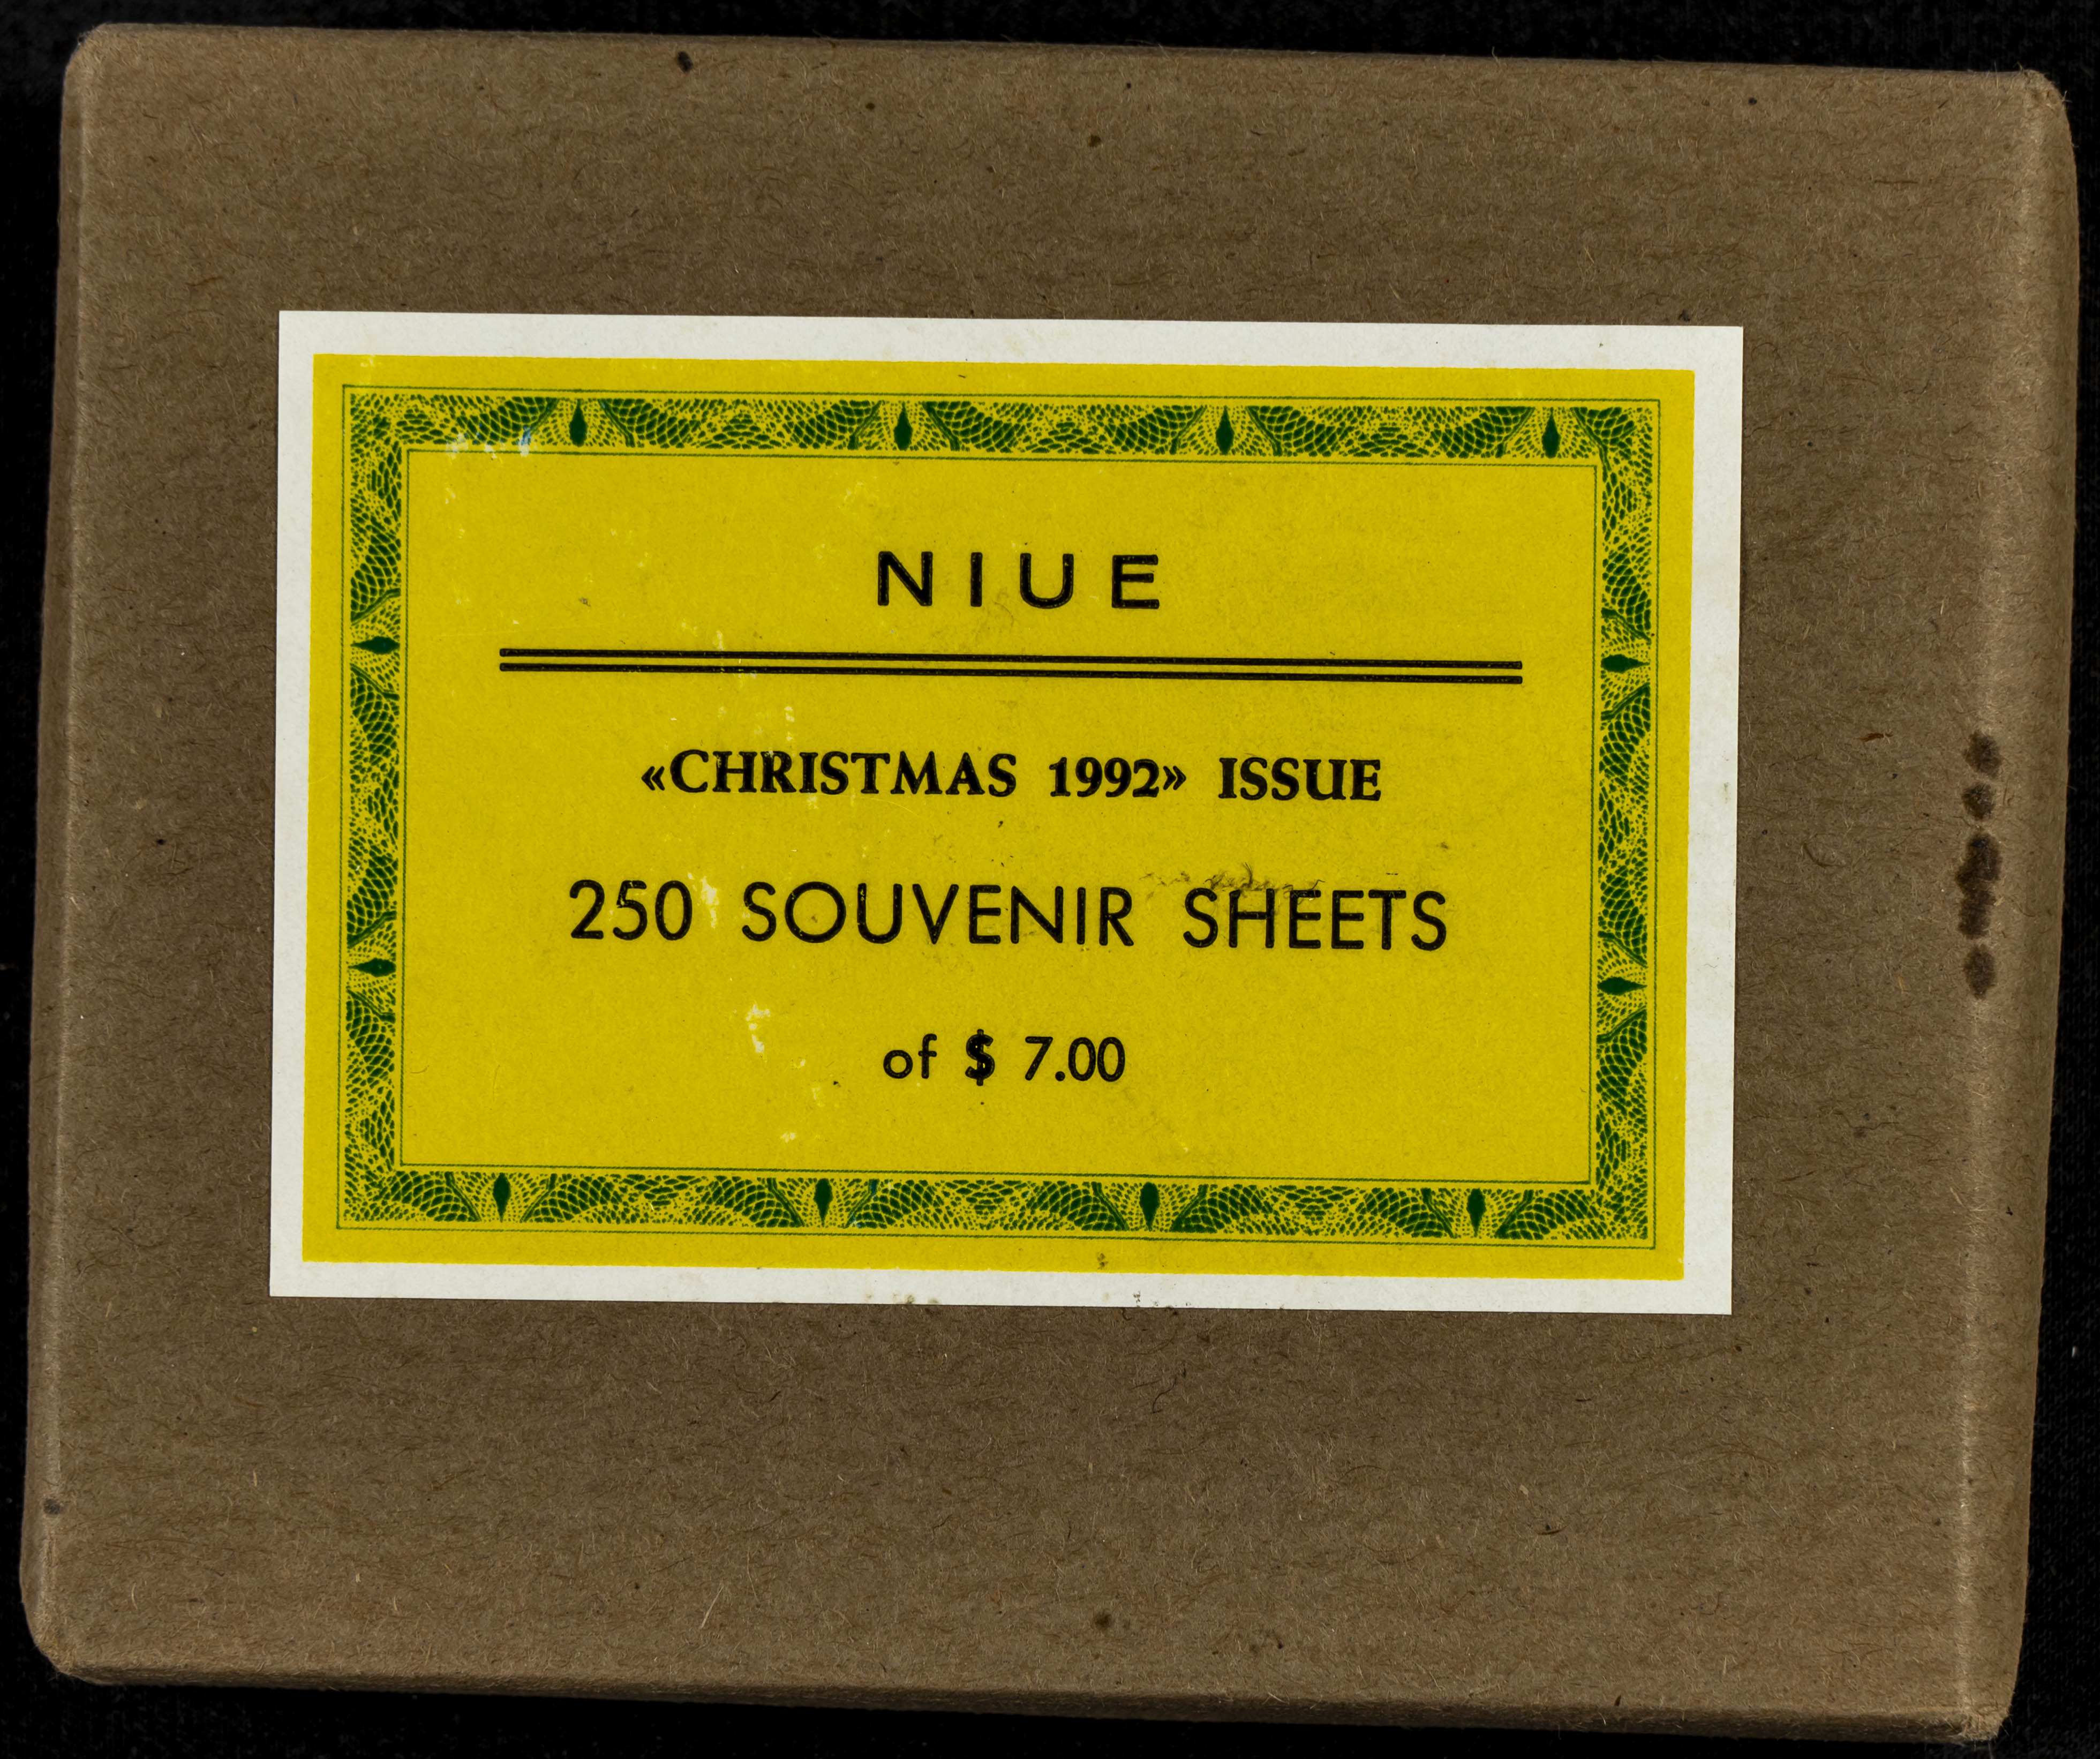 NIUE
«CHRISTMAS 1992» ISSUE
250 SOUVENIR SHEETS
of $ 7.00